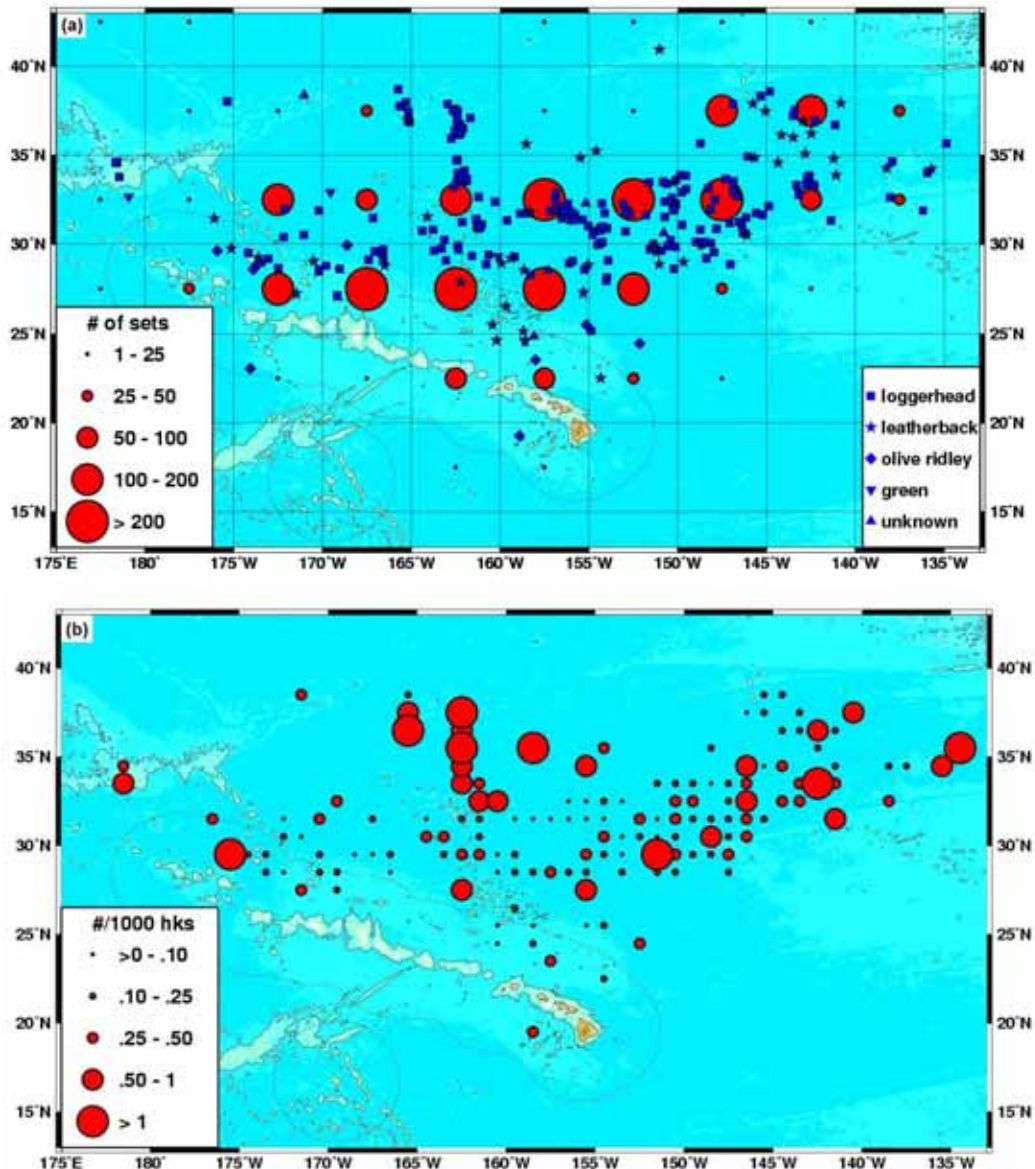 (a)
40˚N
40˚N
35˚N
35˚N
30˚N
30˚N
25˚N
25˚N
20˚N
20˚N
15˚N
15˚N
# of sets
1 - 25
25 - 50
50 - 100
100 - 200
> 200
loggerhead
leatherback
olive ridley
green
unknown
175˚E 180˚ 175˚W 170˚W 165˚W 160˚W 155˚W 150˚W 145˚W 140˚W 135˚W
(b)
40˚N
40˚N
35˚N
35˚N
30˚N
30˚N
25˚N
25˚N
20˚N
20˚N
15˚N
15˚N
#/1000 hks
>0 - .10
.10 - .25
.25 - .50
.50 - 1
> 1
175˚E 180˚ 175˚W 170˚W 165˚W 160˚W 155˚W 150˚W 145˚W 140˚W 135˚W